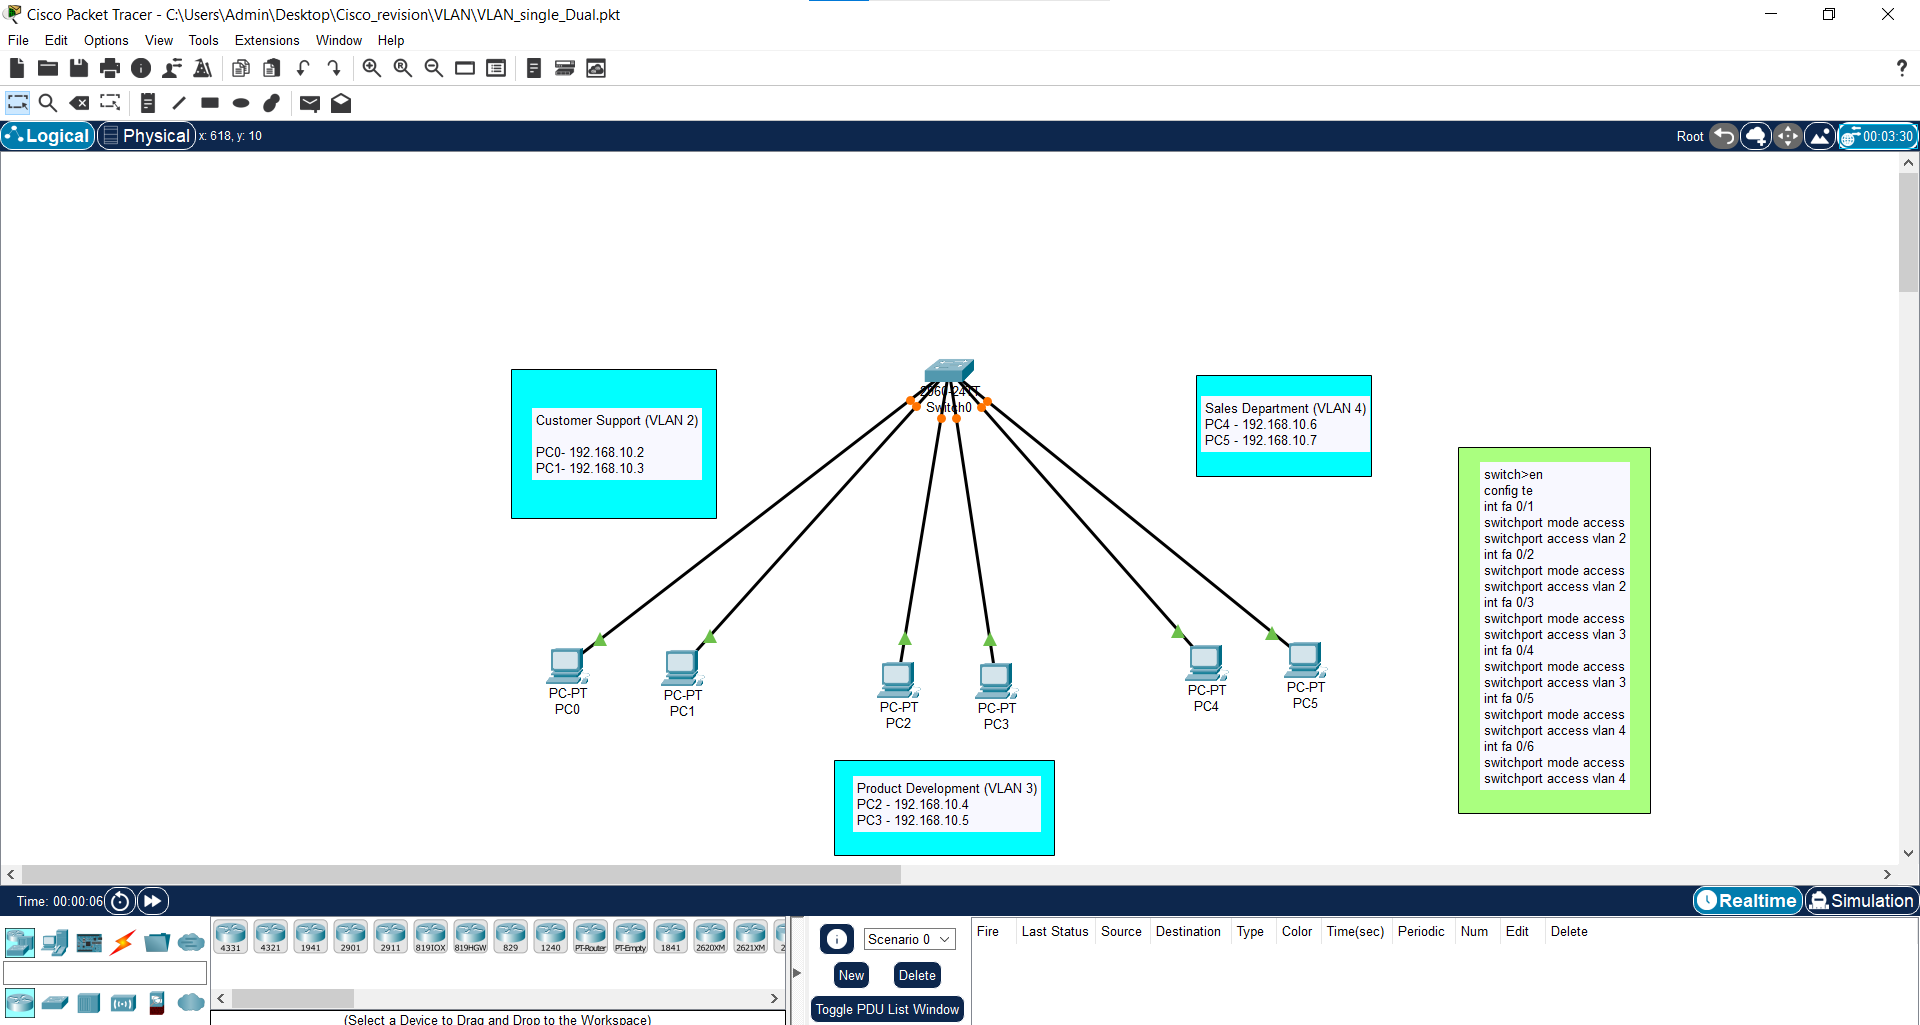 Cisco Packet Tracer - C:\Users\Admin\Desktop\Cisco_revision\VLAN\VLAN_single_Dual.pkt
File Edit Options View Tools Extensions Window Help
?
Logical Physical x: 618, y: 10 Root 00:03:30
2960-24TT
Switch0
Customer Support (VLAN 2)
PC0- 192.168.10.2
PC1- 192.168.10.3
Sales Department (VLAN 4)
PC4 - 192.168.10.6
PC5 - 192.168.10.7
switch>en
config te
int fa 0/1
switchport mode access
switchport access vlan 2
int fa 0/2
switchport mode access
switchport access vlan 2
int fa 0/3
switchport mode access
switchport access vlan 3
int fa 0/4
switchport mode access
switchport access vlan 3
int fa 0/5
switchport mode access
switchport access vlan 4
int fa 0/6
switchport mode access
switchport access vlan 4
PC-PT
PC0
PC-PT
PC1
PC-PT
PC2
PC-PT
PC3
PC-PT
PC4
PC-PT
PC5
Product Development (VLAN 3)
PC2 - 192.168.10.4
PC3 - 192.168.10.5
Time: 00:00:06 Realtime Simulation
4331 4321 1941 2901 2911 819IOX 819HGW 829 1240 PT-Router PT-Empty 1841 2620XM 2621XM
(Select a Device to Drag and Drop to the Workspace)
Scenario 0
New Delete
Toggle PDU List Window
Fire Last Status Source Destination Type Color Time(sec) Periodic Num Edit Delete